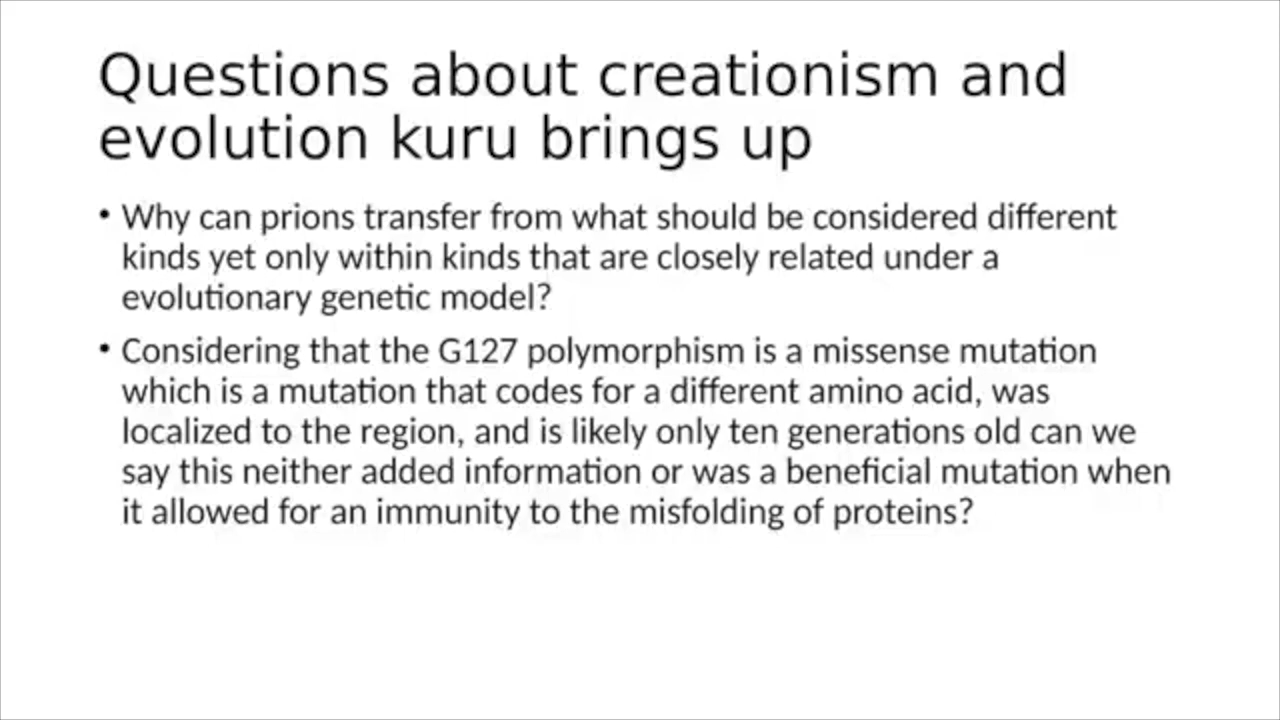 Questions about creationism and
evolution kuru brings up
• Why can prions transfer from what should be considered different
kinds yet only within kinds that are closely related under a
evolutionary genetic model?
• Considering that the G127 polymorphism is a missense mutation
which is a mutation that codes for a different amino acid, was
localized to the region, and is likely only ten generations old can we
say this neither added information or was a beneficial mutation when
it allowed for an immunity to the misfolding of proteins?